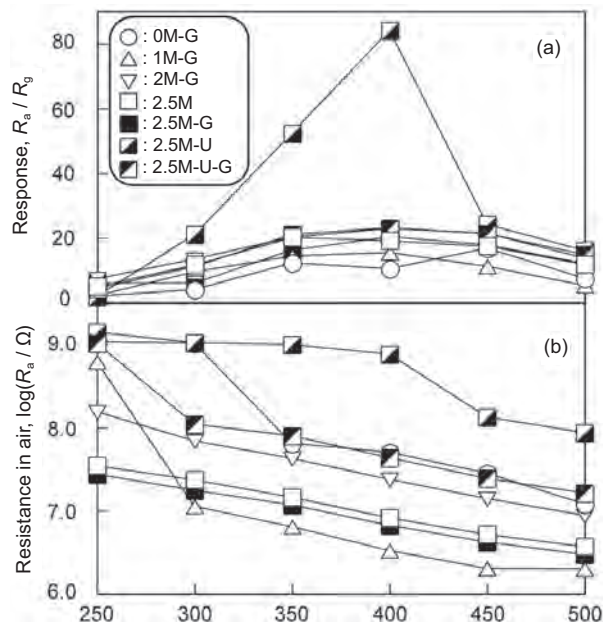 80
60
40
20
0
Response, Ra / Rg
(a)
: 0M-G
: 1M-G
: 2M-G
: 2.5M
: 2.5M-G
: 2.5M-U
: 2.5M-U-G
9.0
8.0
7.0
6.0
Resistance in air, log(Ra / Ω)
(b)
250 300 350 400 450 500